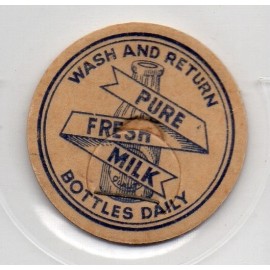 WASH AND RETURN
PURE
FRESH
MILK
BOTTLES DAILY